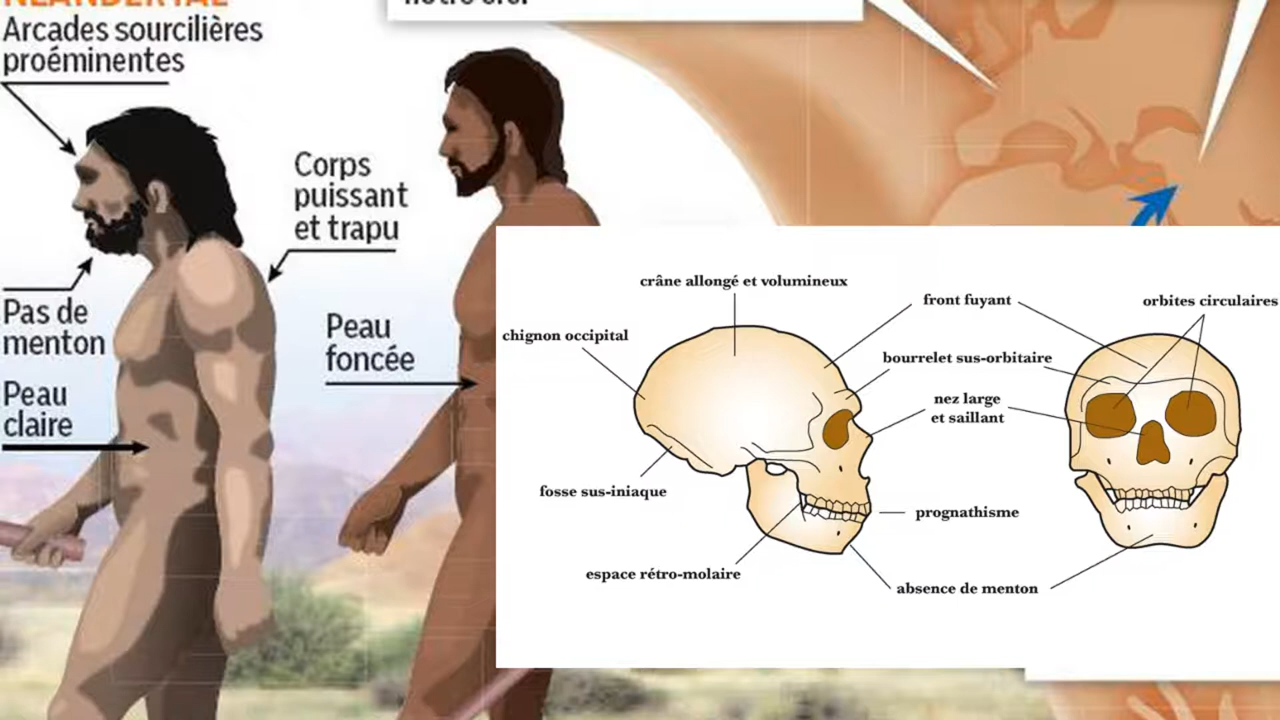 NEANDERTAL
Arcades sourcilières
proéminentes
Corps
puissant
et trapu
Pas de
menton
Peau
claire
Peau
foncée
crâne allongé et volumineux
chignon occipital
front fuyant
orbites circulaires
bourrelet sus-orbitaire
nez large
et saillant
fosse sus-iniaque
prognathisme
espace rétro-molaire
absence de menton